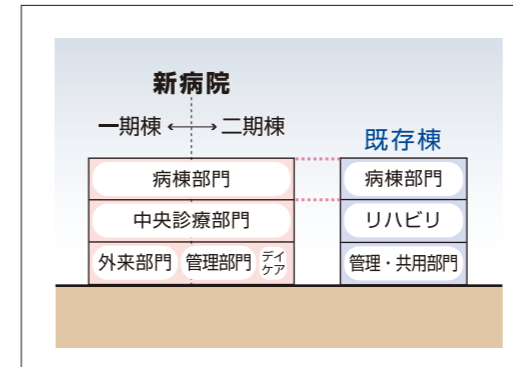 新病院
一期棟 ←→ 二期棟
既存棟
病棟部門
病棟部門
中央診療部門
リハビリ
外来部門 管理部門 デイケア
管理・共用部門